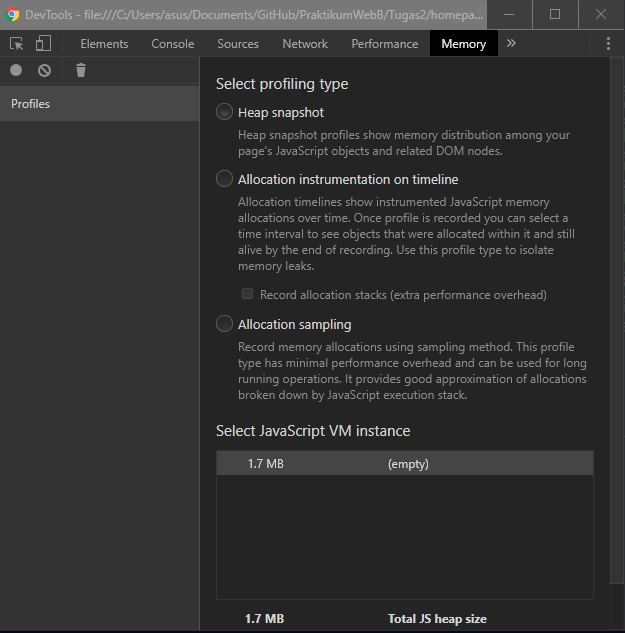 DevTools - file:///C:/Users/asus/Documents/GitHub/PraktikumWebB/Tugas2/homepa...
Elements Console Sources Network Performance Memory »
Profiles
Select profiling type
Heap snapshot
Heap snapshot profiles show memory distribution among your
page's JavaScript objects and related DOM nodes.
Allocation instrumentation on timeline
Allocation timelines show instrumented JavaScript memory
allocations over time. Once profile is recorded you can select a
time interval to see objects that were allocated within it and still
alive by the end of recording. Use this profile type to isolate
memory leaks.
Record allocation stacks (extra performance overhead)
Allocation sampling
Record memory allocations using sampling method. This profile
type has minimal performance overhead and can be used for long
running operations. It provides good approximation of allocations
broken down by JavaScript execution stack.
Select JavaScript VM instance
1.7 MB (empty)
1.7 MB Total JS heap size